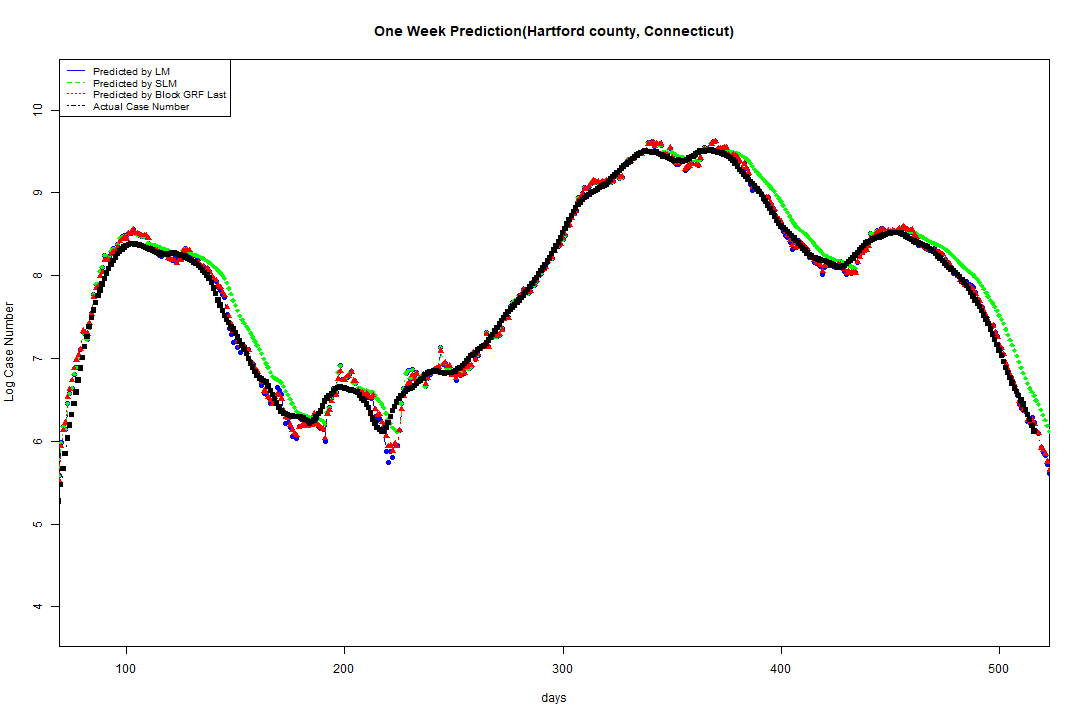 One Week Prediction(Hartford county, Connecticut)
Predicted by LM
Predicted by SLM
Predicted by Block GRF Last
Actual Case Number
10
9
8
7
6
5
4
Log Case Number
100 200 300 400 500
days